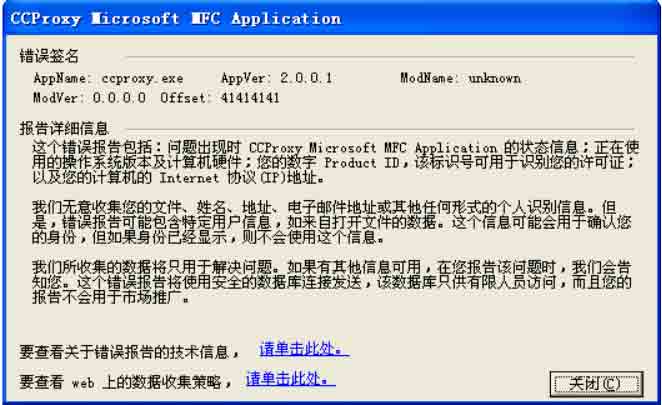 CCProxy Microsoft MFC Application
错误签名
AppName: ccproxy.exe AppVer: 2.0.0.1 ModName: unknown
ModVer: 0.0.0.0 Offset: 41414141
报告详细信息
这个错误报告包括：问题出现时 CCProxy Microsoft MFC Application 的状态信息；正在使
用的操作系统版本及计算机硬件；您的数字 Product ID，该标识号可用于识别您的许可证；
以及您的计算机的 Internet 协议(IP)地址。
我们无意收集您的文件、姓名、地址、电子邮件地址或其他任何形式的个人识别信息。但
是，错误报告可能包含特定用户信息，如来自打开文件的数据。这个信息可能会用于确认您
的身份，但如果身份已经显示，则不会使用这个信息。
我们所收集的数据将只用于解决问题。如果有其他信息可用，在您报告该问题时，我们会告
知您。这个错误报告将使用安全的数据库连接发送，该数据库只供有限人员访问，而且您的
报告不会用于市场推广。
要查看关于错误报告的技术信息， 请单击此处。
要查看 web 上的数据收集策略， 请单击此处。
关闭(C)